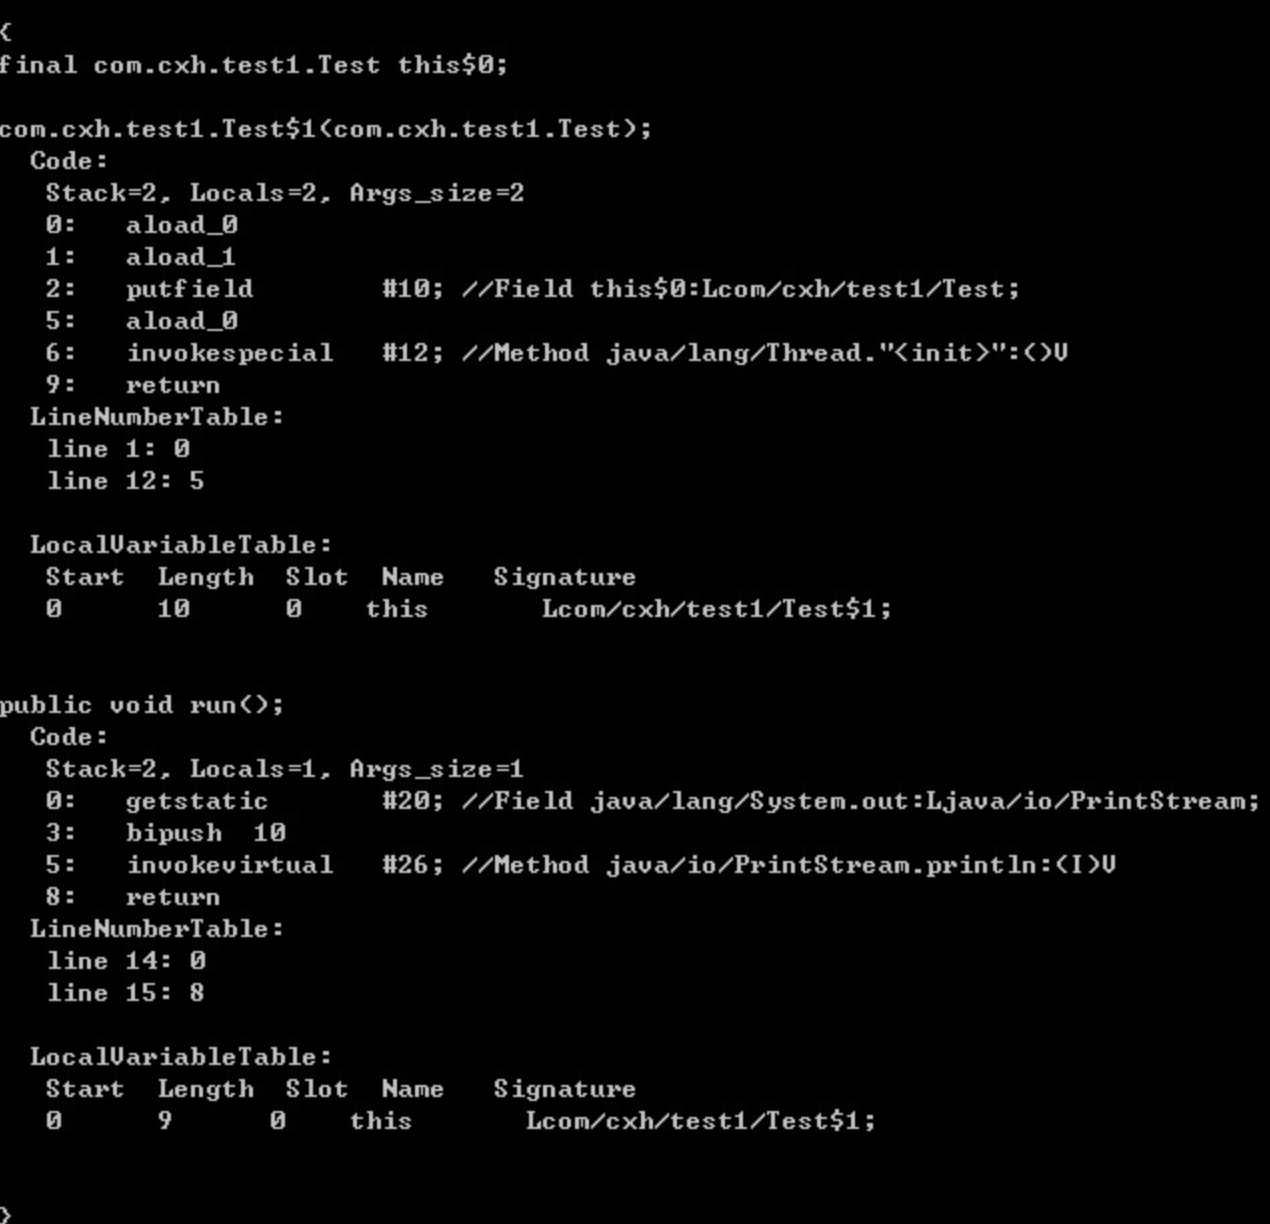 {
final com.cxh.test1.Test this$0;
com.cxh.test1.Test$1(com.cxh.test1.Test);
Code:
Stack=2, Locals=2, Args_size=2
0: aload_0
1: aload_1
2: putfield #10; //Field this$0:Lcom/cxh/test1/Test;
5: aload_0
6: invokespecial #12; //Method java/lang/Thread."<init>":()V
9: return
LineNumberTable:
line 1: 0
line 12: 5
LocalVariableTable:
Start Length Slot Name Signature
0 10 0 this Lcom/cxh/test1/Test$1;
public void run();
Code:
Stack=2, Locals=1, Args_size=1
0: getstatic #20; //Field java/lang/System.out:Ljava/io/PrintStream;
3: bipush 10
5: invokevirtual #26; //Method java/io/PrintStream.println:(I)V
8: return
LineNumberTable:
line 14: 0
line 15: 8
LocalVariableTable:
Start Length Slot Name Signature
0 9 0 this Lcom/cxh/test1/Test$1;
}